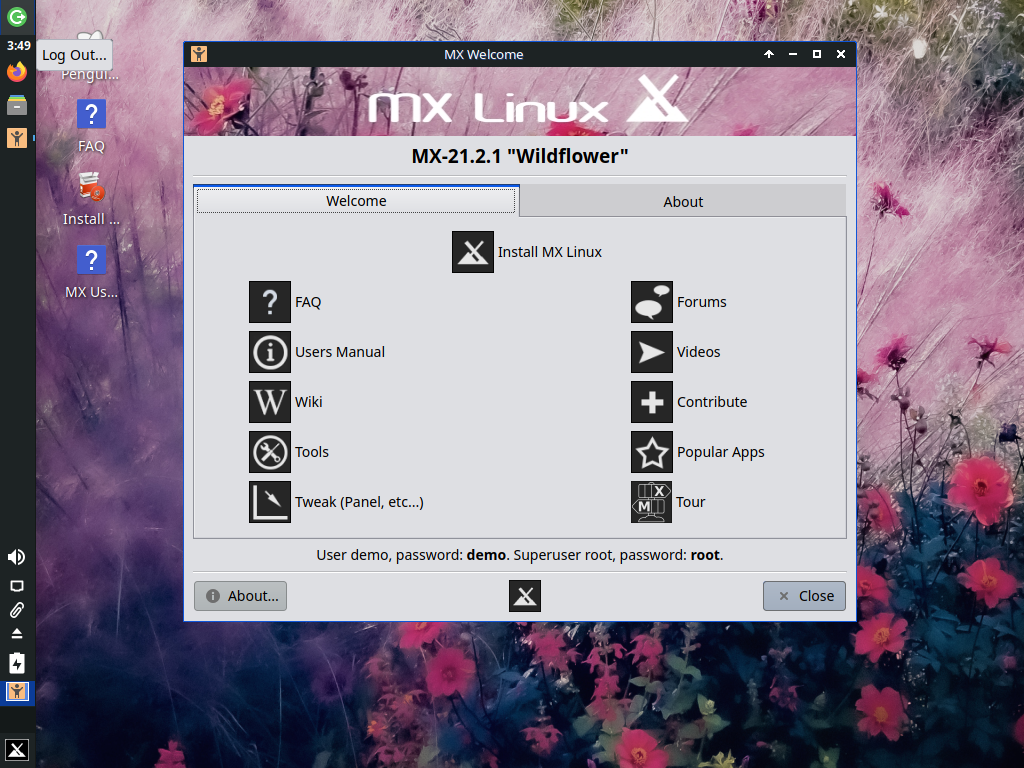 3:49
Log Out...
Pengui...
FAQ
Install ...
MX Us...
MX Welcome
MX Linux
MX-21.2.1 "Wildflower"
Welcome
About
Install MX Linux
FAQ
Forums
Users Manual
Videos
Wiki
Contribute
Tools
Popular Apps
Tweak (Panel, etc...)
Tour
User demo, password: demo. Superuser root, password: root.
About...
Close